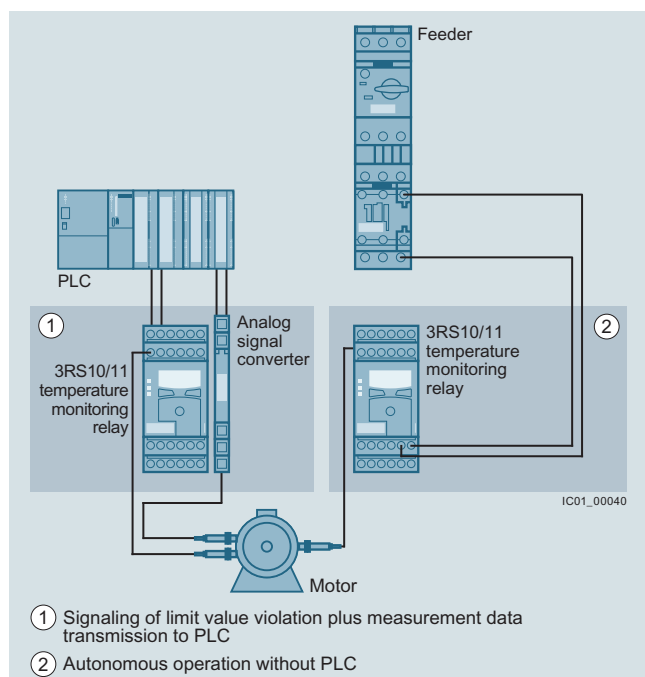 Feeder
PLC
1
3RS10/11
temperature
monitoring
relay
Analog
signal
converter
3RS10/11
temperature
monitoring
relay
2
IC01_00040
Motor
1 Signaling of limit value violation plus measurement data
transmission to PLC
2 Autonomous operation without PLC